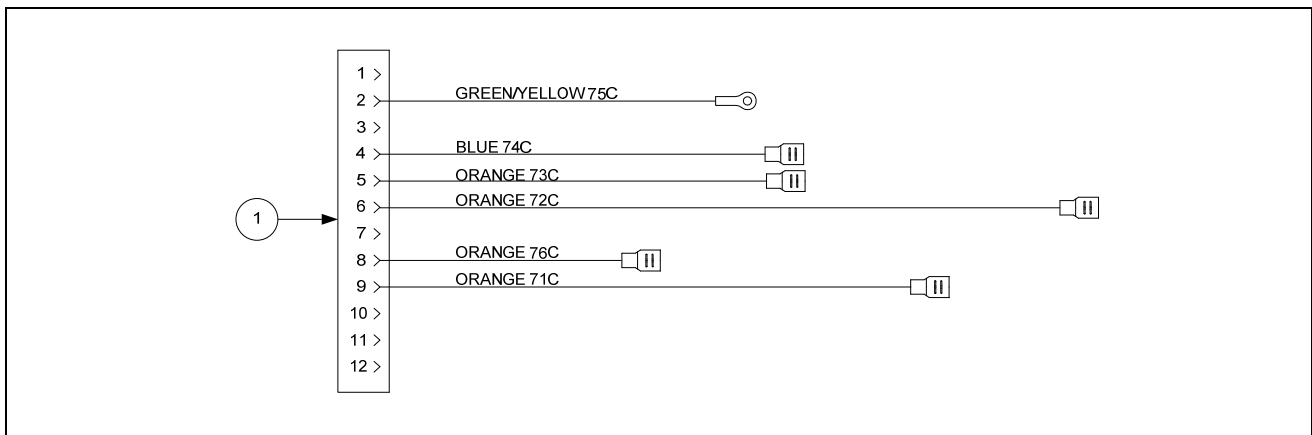 1
2 GREEN/YELLOW 75C
3
4 BLUE 74C
5 ORANGE 73C
6 ORANGE 72C
1
7
8 ORANGE 76C
9 ORANGE 71C
10
11
12